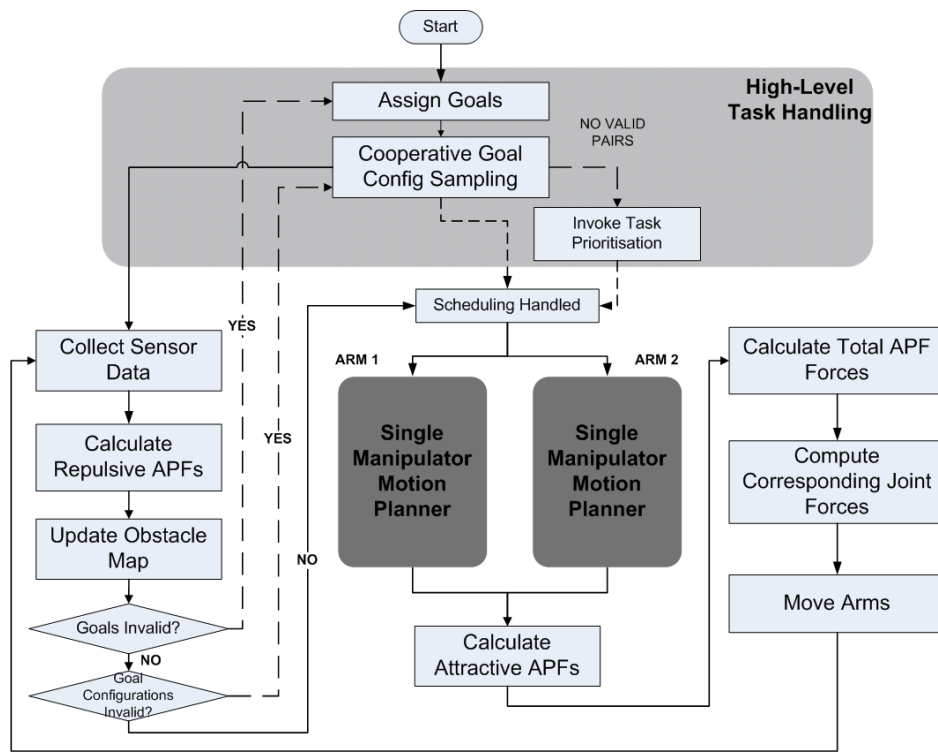 Start
High-Level
Task Handling
Assign Goals
NO VALID
PAIRS
Cooperative Goal
Config Sampling
Invoke Task
Prioritisation
Scheduling Handled
YES
Collect Sensor
Data
ARM 1
ARM 2
Calculate Total APF
Forces
Calculate
Repulsive APFs
YES
Single
Manipulator
Motion
Planner
Single
Manipulator
Motion
Planner
Compute
Corresponding Joint
Forces
Update Obstacle
Map
NO
Goals Invalid?
Move Arms
NO
Calculate
Attractive APFs
Goal
Configurations
Invalid?